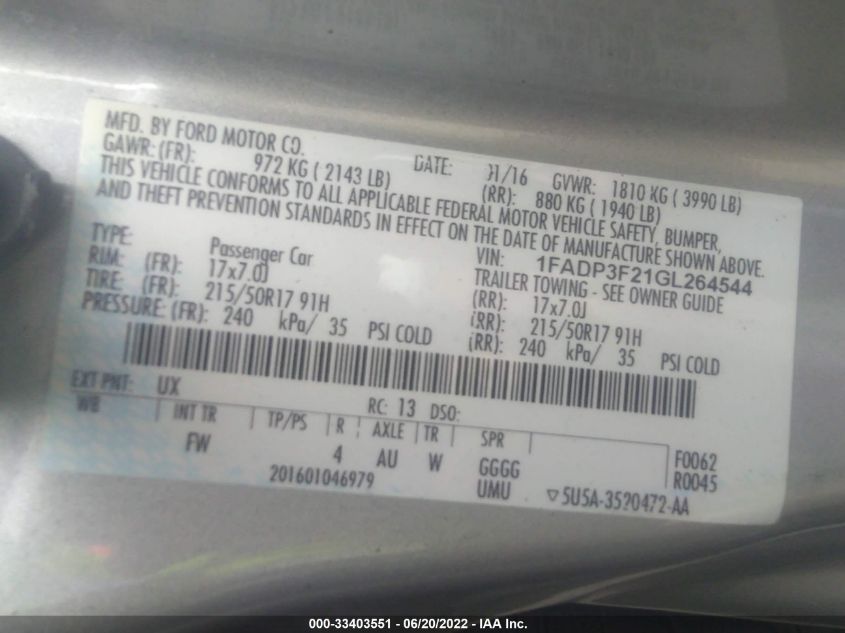 MFD. BY FORD MOTOR CO.
DATE: 01/16 GVWR: 1810 KG ( 3990 LB)
GAWR: (FR): 972 KG ( 2143 LB) (RR): 880 KG ( 1940 LB)
THIS VEHICLE CONFORMS TO ALL APPLICABLE FEDERAL MOTOR VEHICLE SAFETY, BUMPER,
AND THEFT PREVENTION STANDARDS IN EFFECT ON THE DATE OF MANUFACTURE SHOWN ABOVE.
VIN: 1FADP3F21GL264544
TYPE: Passenger Car TRAILER TOWING - SEE OWNER GUIDE
RIM: (FR): 17x7.0J (RR): 17x7.0J
TIRE: (FR): 215/50R17 91H (RR): 215/50R17 91H
PRESSURE: (FR): 240 kPa/ 35 PSI COLD (RR): 240 kPa/ 35 PSI COLD
EXT PNT: UX RC: 13 DSO:
WB INT TR TP/PS R AXLE TR SPR F0062
FW 4 AU W GGGG R0045
201601046979 UMU ▽ 5U5A-3520472-AA
000-33403551 - 06/20/2022 - IAA Inc.